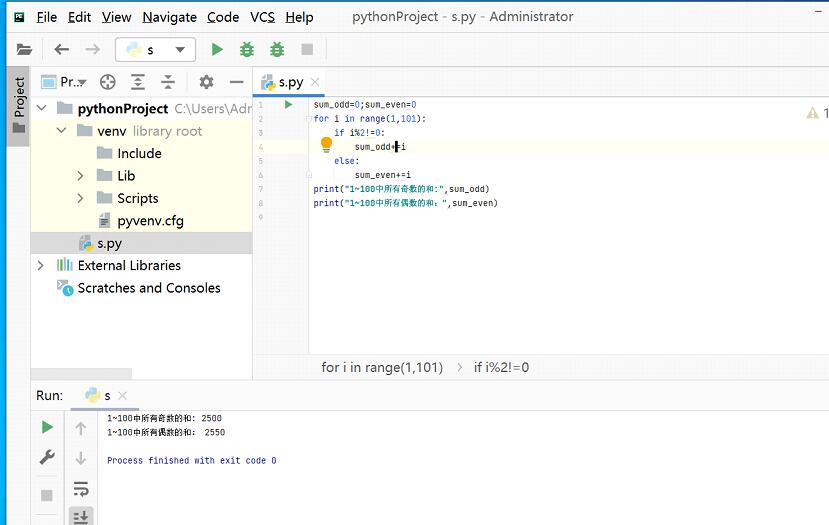 PE File Edit View Navigate Code VCS Help pythonProject - s.py - Administrator
s
Project
Pr...
s.py
pythonProject C:\Users\Adr
venv library root
Include
Lib
Scripts
pyvenv.cfg
s.py
External Libraries
Scratches and Consoles
1 sum_odd=0;sum_even=0
2 for i in range(1,101):
3 if i%2!=0:
4 sum_odd+=i
5 else:
6 sum_even+=i
7 print("1~100中所有奇数的和:",sum_odd)
8 print("1~100中所有偶数的和：",sum_even)
9
1
for i in range(1,101) > if i%2!=0
Run: s
1~100中所有奇数的和: 2500
1~100中所有偶数的和： 2550
Process finished with exit code 0